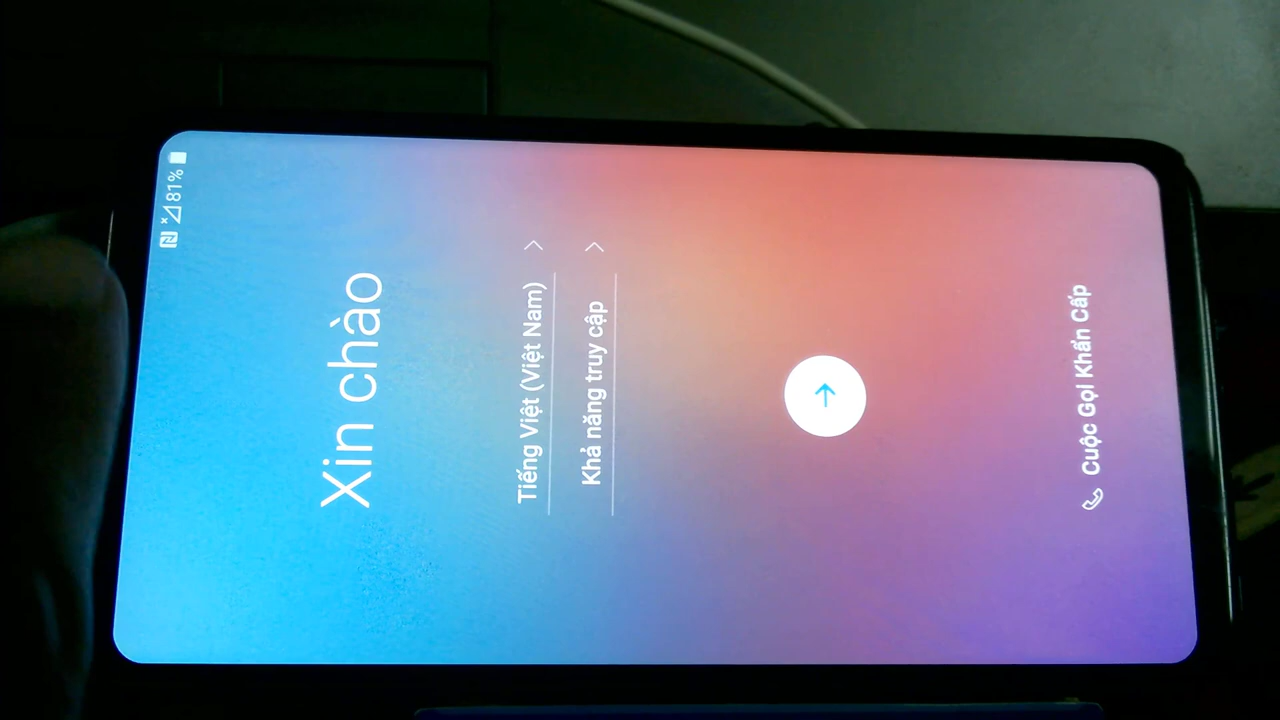 81%
Xin chào
Tiếng Việt (Việt Nam)
Khả năng truy cập
Cuộc Gọi Khẩn Cấp